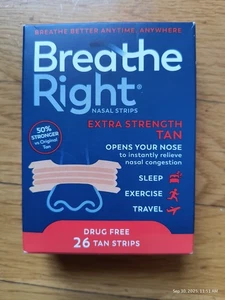 BREATHE BETTER ANYTIME, ANYWHERE
Breathe
Right®
NASAL STRIPS
EXTRA STRENGTH
TAN
50%
STRONGER
vs Original
Tan
OPENS YOUR NOSE
to instantly relieve
nasal congestion
SLEEP
EXERCISE
TRAVEL
DRUG FREE
26 TAN STRIPS